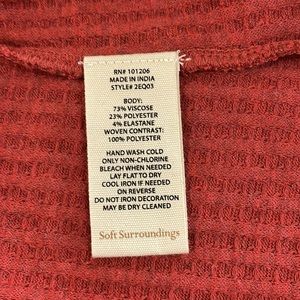 RN# 101206
MADE IN INDIA
STYLE# 2EQ03
BODY:
73% VISCOSE
23% POLYESTER
4% ELASTANE
WOVEN CONTRAST:
100% POLYESTER
HAND WASH COLD
ONLY NON-CHLORINE
BLEACH WHEN NEEDED
LAY FLAT TO DRY
COOL IRON IF NEEDED
ON REVERSE
DO NOT IRON DECORATION
MAY BE DRY CLEANED
Soft Surroundings